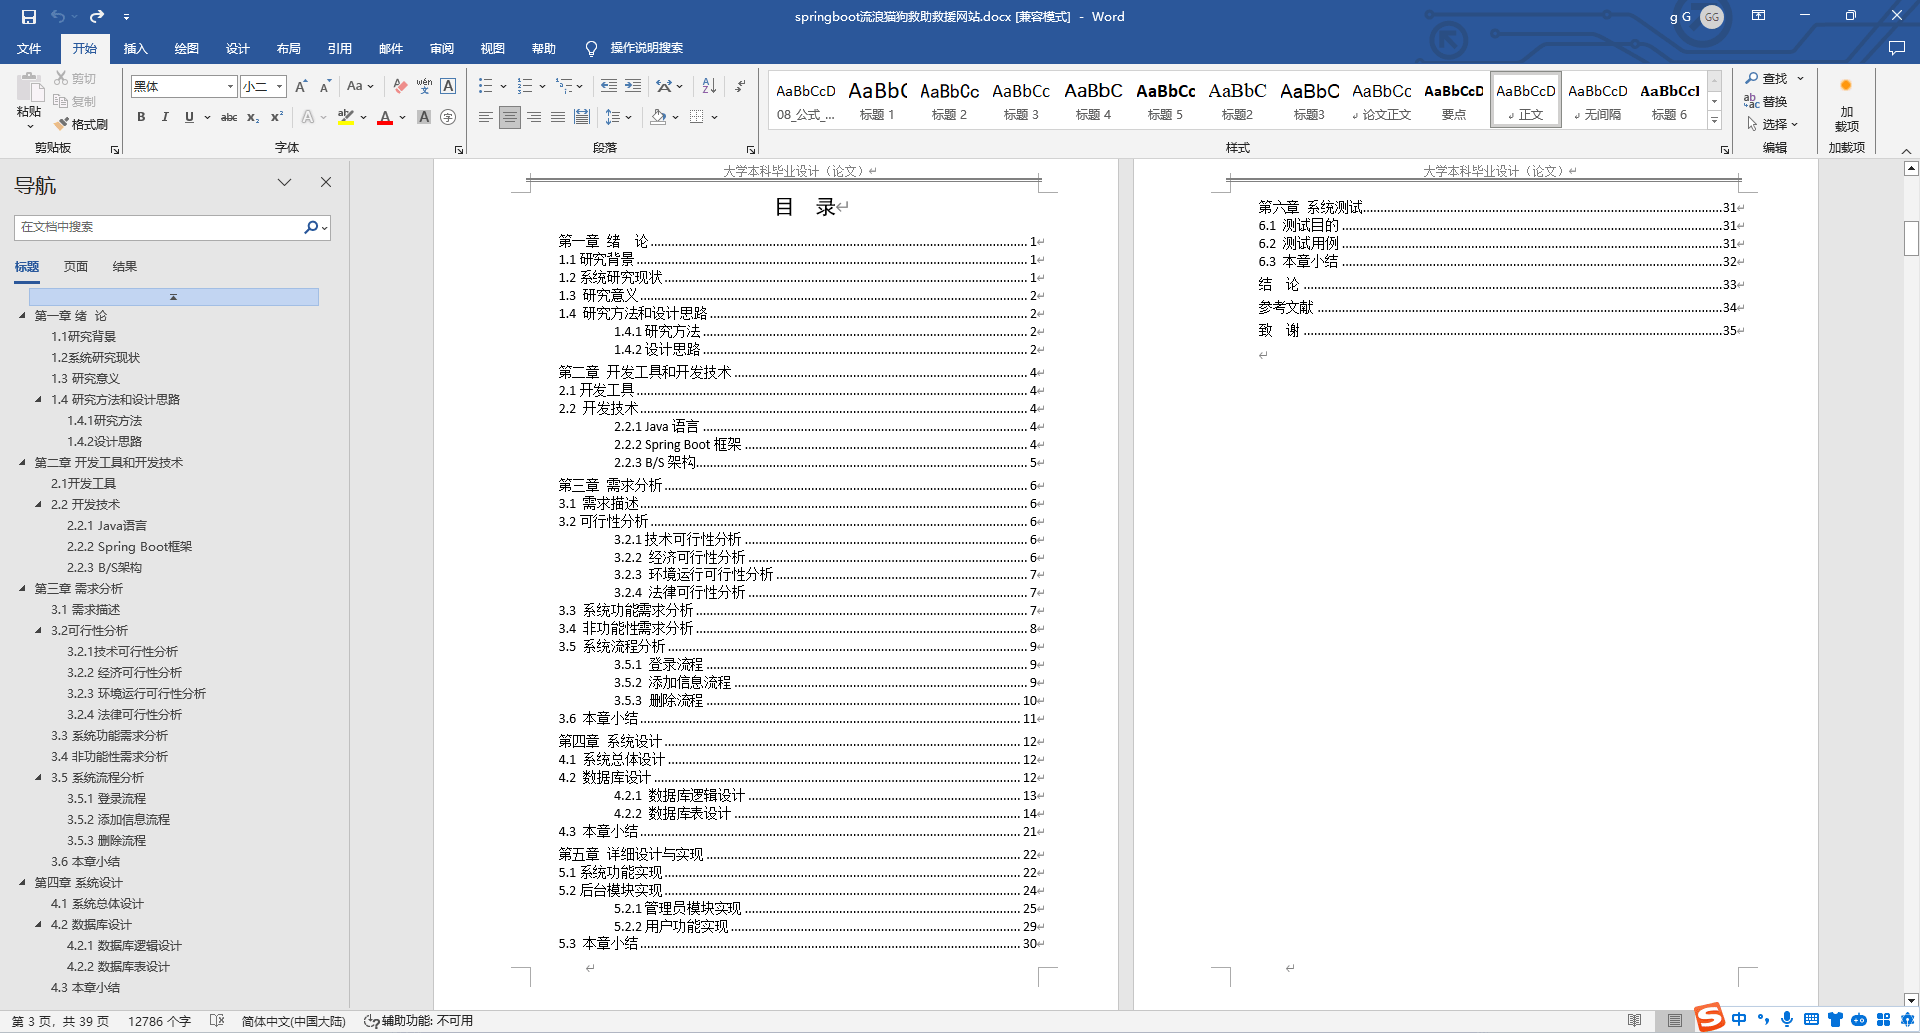 springboot流浪猫狗救助救援网站.docx [兼容模式] - Word
g G
GG
文件 开始 插入 绘图 设计 布局 引用 邮件 审阅 视图 帮助 操作说明搜索
粘贴
剪切
复制
格式刷
剪贴板
黑体 小二
字体
段落
AaBbCcD 08_公式_...
AaBb( 标题 1
AaBbCc 标题 2
AaBbCc 标题 3
AaBbC 标题 4
AaBbCc 标题 5
AaBbC 标题2
AaBbC 标题3
AaBbCc 论文正文
AaBbCcD 要点
AaBbCcD 正文
AaBbCcD 无间隔
AaBbCcl 标题 6
样式
查找
替换
选择
编辑
加载项
加载项
导航
在文档中搜索
标题 页面 结果
第一章 绪 论
1.1研究背景
1.2系统研究现状
1.3 研究意义
1.4 研究方法和设计思路
1.4.1研究方法
1.4.2设计思路
第二章 开发工具和开发技术
2.1开发工具
2.2 开发技术
2.2.1 Java语言
2.2.2 Spring Boot框架
2.2.3 B/S架构
第三章 需求分析
3.1 需求描述
3.2可行性分析
3.2.1技术可行性分析
3.2.2 经济可行性分析
3.2.3 环境运行可行性分析
3.2.4 法律可行性分析
3.3 系统功能需求分析
3.4 非功能性需求分析
3.5 系统流程分析
3.5.1 登录流程
3.5.2 添加信息流程
3.5.3 删除流程
3.6 本章小结
第四章 系统设计
4.1 系统总体设计
4.2 数据库设计
4.2.1 数据库逻辑设计
4.2.2 数据库表设计
4.3 本章小结
大学本科毕业设计（论文）
目 录
第一章 绪 论 1
1.1 研究背景 1
1.2 系统研究现状 1
1.3 研究意义 2
1.4 研究方法和设计思路 2
1.4.1 研究方法 2
1.4.2 设计思路 2
第二章 开发工具和开发技术 4
2.1 开发工具 4
2.2 开发技术 4
2.2.1 Java 语言 4
2.2.2 Spring Boot 框架 4
2.2.3 B/S 架构 5
第三章 需求分析 6
3.1 需求描述 6
3.2 可行性分析 6
3.2.1 技术可行性分析 6
3.2.2 经济可行性分析 6
3.2.3 环境运行可行性分析 7
3.2.4 法律可行性分析 7
3.3 系统功能需求分析 7
3.4 非功能性需求分析 8
3.5 系统流程分析 9
3.5.1 登录流程 9
3.5.2 添加信息流程 9
3.5.3 删除流程 10
3.6 本章小结 11
第四章 系统设计 12
4.1 系统总体设计 12
4.2 数据库设计 12
4.2.1 数据库逻辑设计 13
4.2.2 数据库表设计 14
4.3 本章小结 21
第五章 详细设计与实现 22
5.1 系统功能实现 22
5.2 后台模块实现 24
5.2.1 管理员模块实现 25
5.2.2 用户功能实现 29
5.3 本章小结 30
大学本科毕业设计（论文）
第六章 系统测试 31
6.1 测试目的 31
6.2 测试用例 31
6.3 本章小结 32
结 论 33
参考文献 34
致 谢 35
第 3 页，共 39 页 12786 个字 简体中文(中国大陆) 辅助功能: 不可用
中